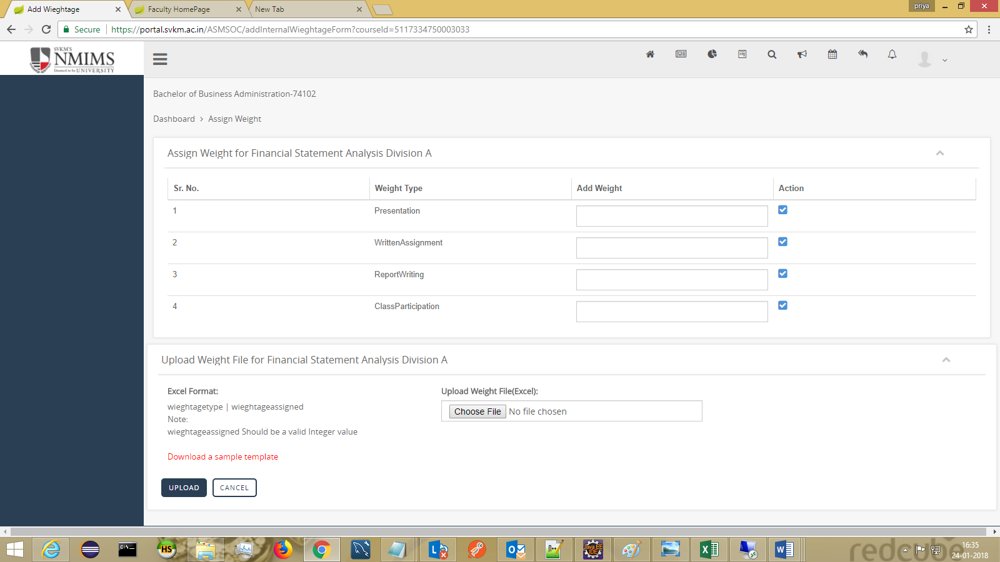 Add Wieghtage
Faculty HomePage
New Tab
priya
Secure
https://portal.svkm.ac.in/ASMSOC/addInternalWieghtageForm?courseId=5117334750003033
SVKM'S
NMIMS
Deemed to be UNIVERSITY
Bachelor of Business Administration-74102
Dashboard > Assign Weight
Assign Weight for Financial Statement Analysis Division A
Sr. No. Weight Type Add Weight Action
1 Presentation
2 WrittenAssignment
3 ReportWriting
4 ClassParticipation
Upload Weight File for Financial Statement Analysis Division A
Excel Format:
wieghtagetype | wieghtageassigned
Note:
wieghtageassigned Should be a valid Integer value
Download a sample template
Upload Weight File(Excel):
Choose File No file chosen
UPLOAD CANCEL
redcube
16:35
24-01-2018